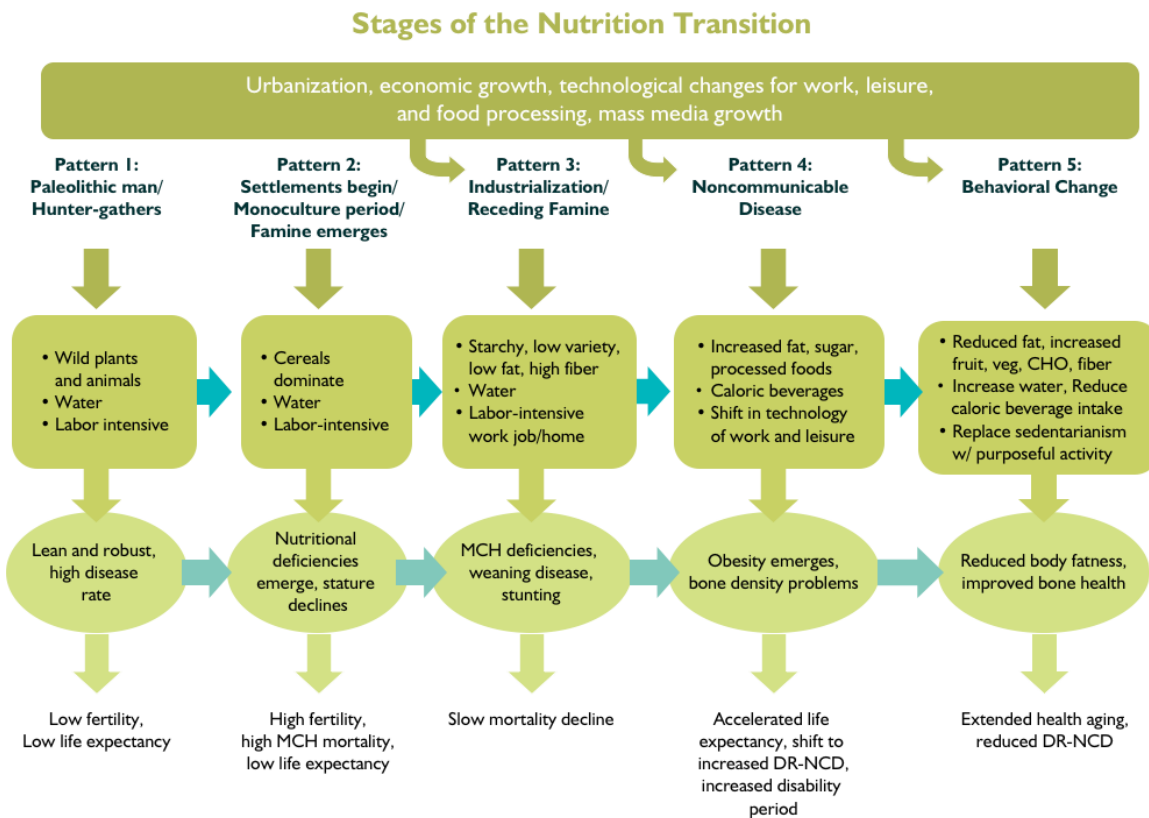 Stages of the Nutrition Transition
Urbanization, economic growth, technological changes for work, leisure,
and food processing, mass media growth
Pattern 1:
Paleolithic man/
Hunter-gathers
Pattern 2:
Settlements begin/
Monoculture period/
Famine emerges
Pattern 3:
Industrialization/
Receding Famine
Pattern 4:
Noncommunicable
Disease
Pattern 5:
Behavioral Change
• Wild plants
and animals
• Water
• Labor intensive
• Cereals
dominate
• Water
• Labor-intensive
• Starchy, low variety,
low fat, high fiber
• Water
• Labor-intensive
work job/home
• Increased fat, sugar,
processed foods
• Caloric beverages
• Shift in technology
of work and leisure
• Reduced fat, increased
fruit, veg, CHO, fiber
• Increase water, Reduce
caloric beverage intake
• Replace sedentarianism
w/ purposeful activity
Lean and robust,
high disease
rate
Nutritional
deficiencies
emerge, stature
declines
MCH deficiencies,
weaning disease,
stunting
Obesity emerges,
bone density problems
Reduced body fatness,
improved bone health
Low fertility,
Low life expectancy
High fertility,
high MCH mortality,
low life expectancy
Slow mortality decline
Accelerated life
expectancy, shift to
increased DR-NCD,
increased disability
period
Extended health aging,
reduced DR-NCD